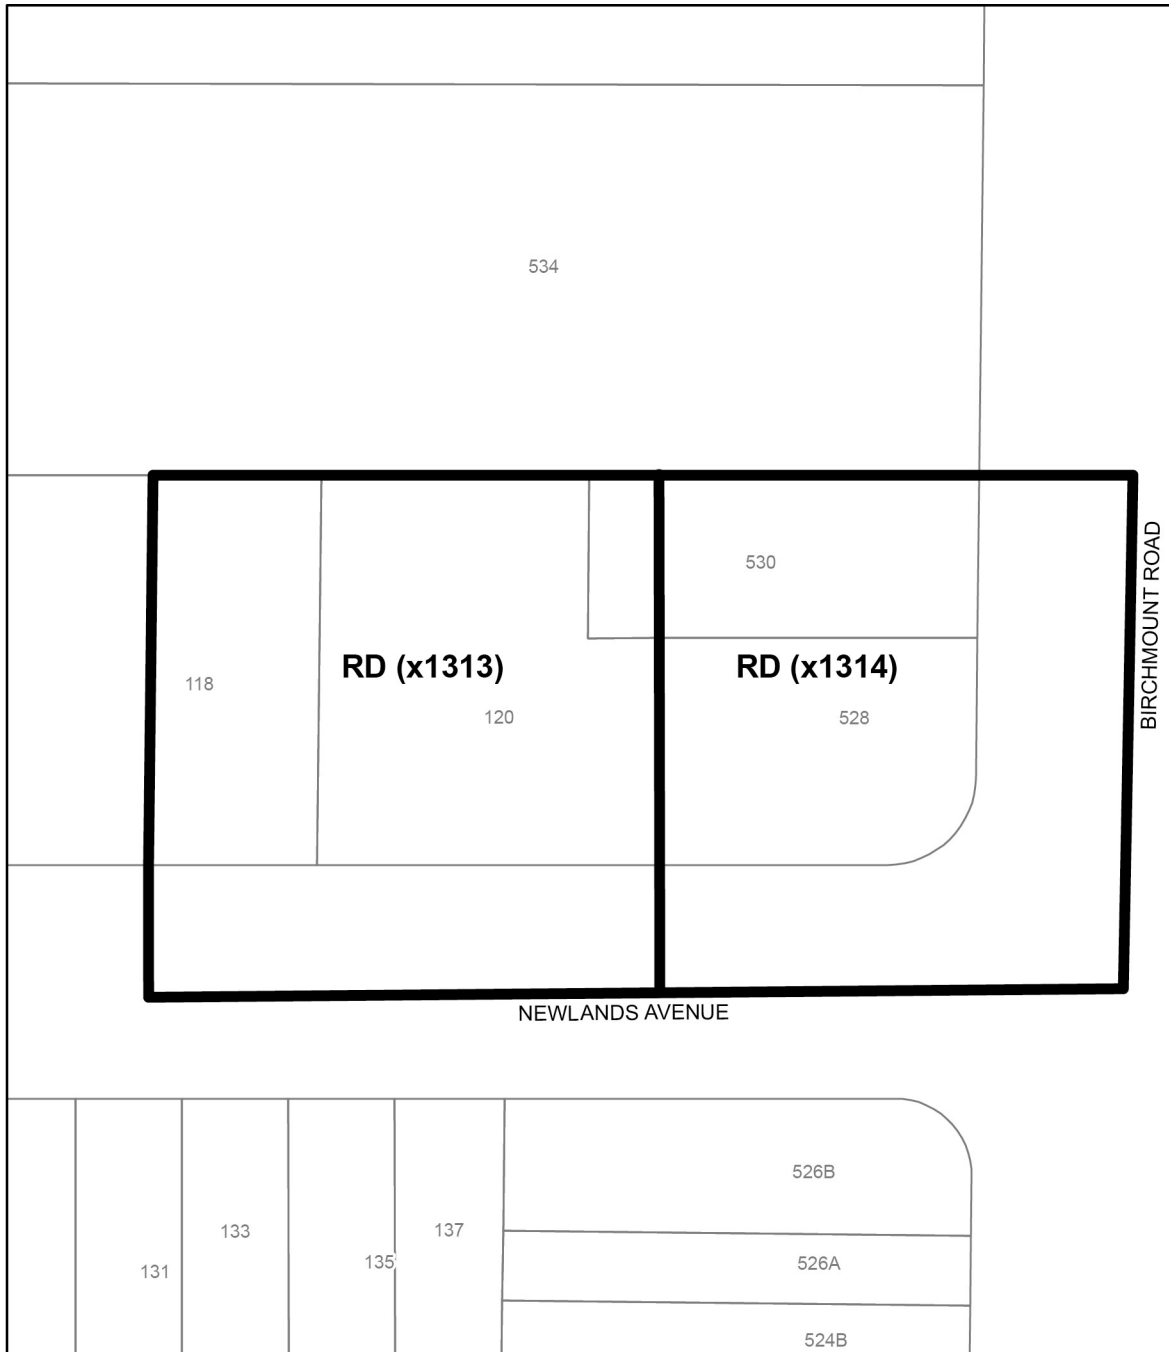 534
530
BIRCHMOUNT ROAD
RD (x1313)
RD (x1314)
118
120
528
NEWLANDS AVENUE
526B
133
137
135
526A
131
524B